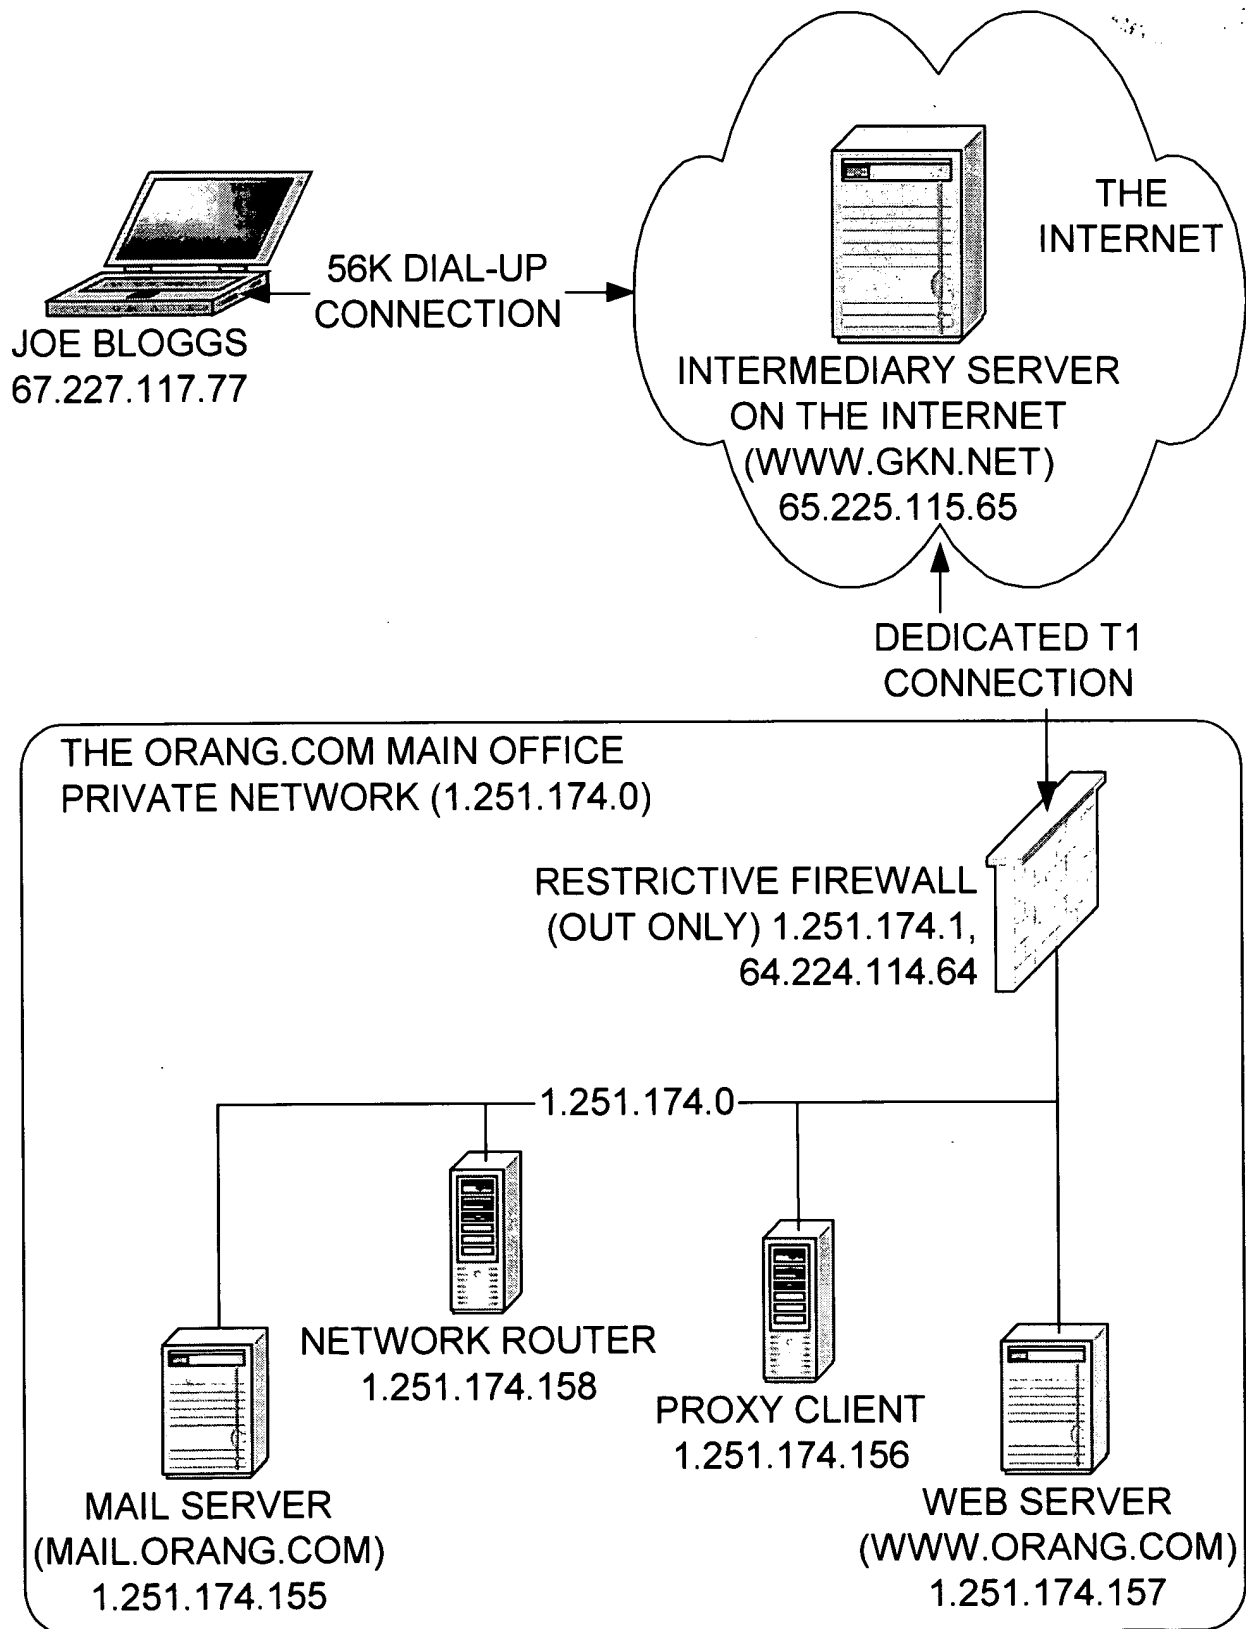 THE
INTERNET
56K DIAL-UP
CONNECTION
JOE BLOGGS
67.227.117.77
INTERMEDIARY SERVER
ON THE INTERNET
(WWW.GKN.NET)
65.225.115.65
DEDICATED T1
CONNECTION
THE ORANG.COM MAIN OFFICE
PRIVATE NETWORK (1.251.174.0)
RESTRICTIVE FIREWALL
(OUT ONLY) 1.251.174.1,
64.224.114.64
1.251.174.0
NETWORK ROUTER
1.251.174.158
PROXY CLIENT
1.251.174.156
MAIL SERVER
(MAIL.ORANG.COM)
1.251.174.155
WEB SERVER
(WWW.ORANG.COM)
1.251.174.157